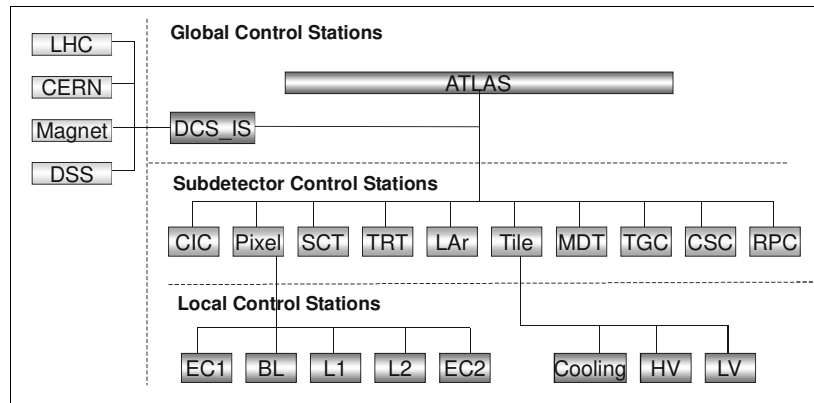 Global Control Stations
LHC
CERN
Magnet
DSS
ATLAS
DCS_IS
Subdetector Control Stations
CIC Pixel SCT TRT LAr Tile MDT TGC CSC RPC
Local Control Stations
EC1 BL L1 L2 EC2 Cooling HV LV